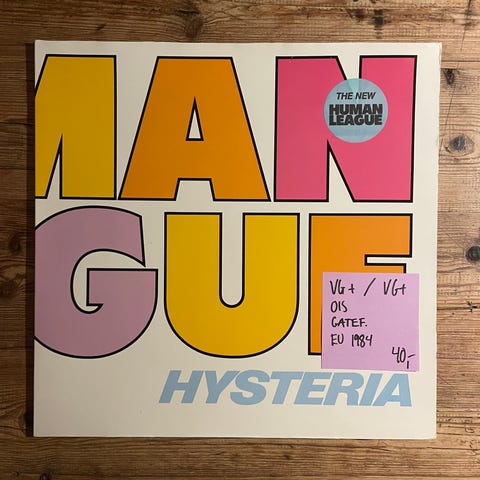 MAN
THE NEW
HUMAN
LEAGUE
GUE
VG+ / VG+
OIS
GATEF.
EU 1984
40,-
HYSTERIA